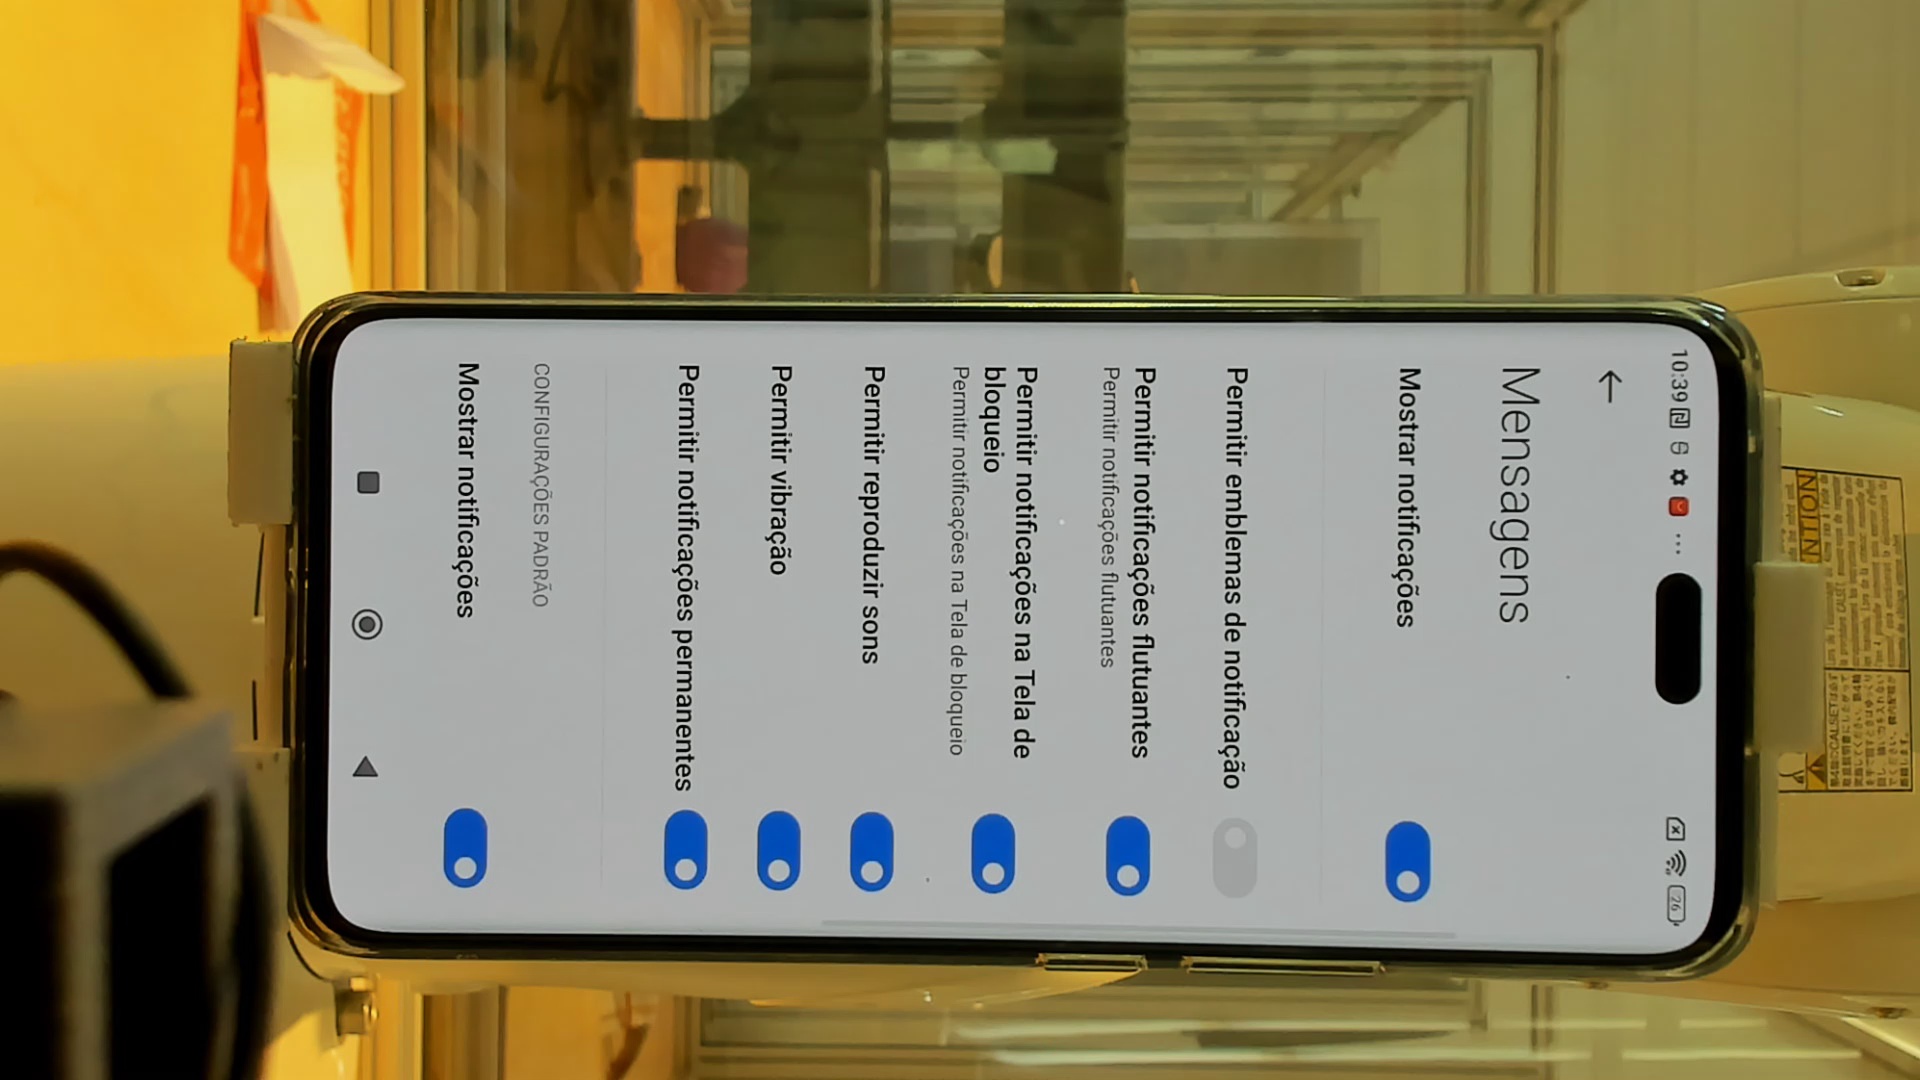 10:39
26
Mensagens
Mostrar notificações
Permitir emblemas de notificação
Permitir notificações flutuantes
Permitir notificações flutuantes
Permitir notificações na Tela de
bloqueio
Permitir notificações na Tela de bloqueio
Permitir reproduzir sons
Permitir vibração
Permitir notificações permanentes
CONFIGURAÇÕES PADRÃO
Mostrar notificações